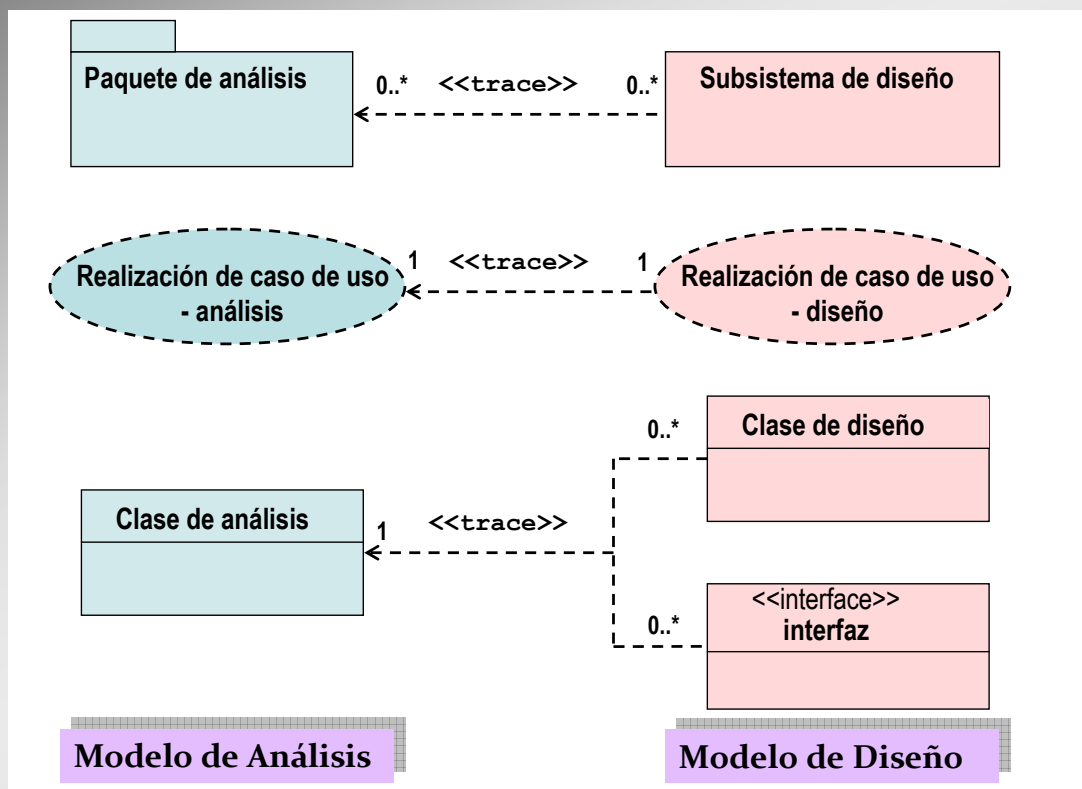 Paquete de análisis
0..*
<<trace>>
0..*
Subsistema de diseño
Realización de caso de uso
- análisis
1
<<trace>>
1
Realización de caso de uso
- diseño
Clase de análisis
1
<<trace>>
0..*
Clase de diseño
0..*
<<interface>>
interfaz
Modelo de Análisis
Modelo de Diseño